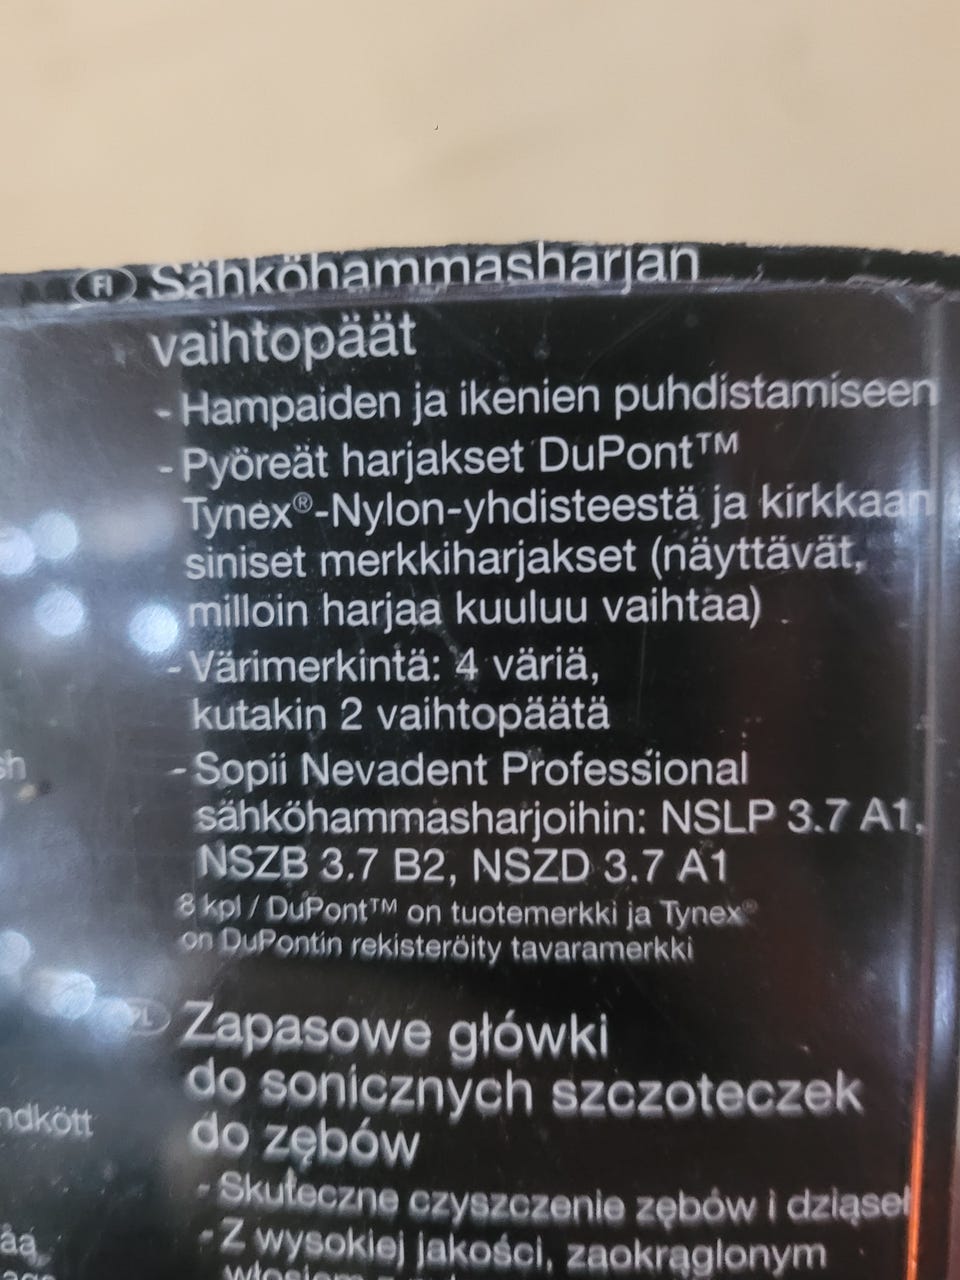 FI Sähköhammasharjan
vaihtopäät
- Hampaiden ja ikenien puhdistamiseen
- Pyöreät harjakset DuPont™
Tynex®-Nylon-yhdisteestä ja kirkkaan
siniset merkkiharjakset (näyttävät,
milloin harjaa kuuluu vaihtaa)
- Värimerkintä: 4 väriä,
kutakin 2 vaihtopäätä
- Sopii Nevadent Professional
sähköhammasharjoihin: NSLP 3.7 A1,
NSZB 3.7 B2, NSZD 3.7 A1
8 kpl / DuPont™ on tuotemerkki ja Tynex®
on DuPontin rekisteröity tavaramerkki
PL Zapasowe główki
do sonicznych szczoteczek
do zębów
- Skuteczne czyszczenie zębów i dziąseł
- Z wysokiej jakości, zaokrąglonym